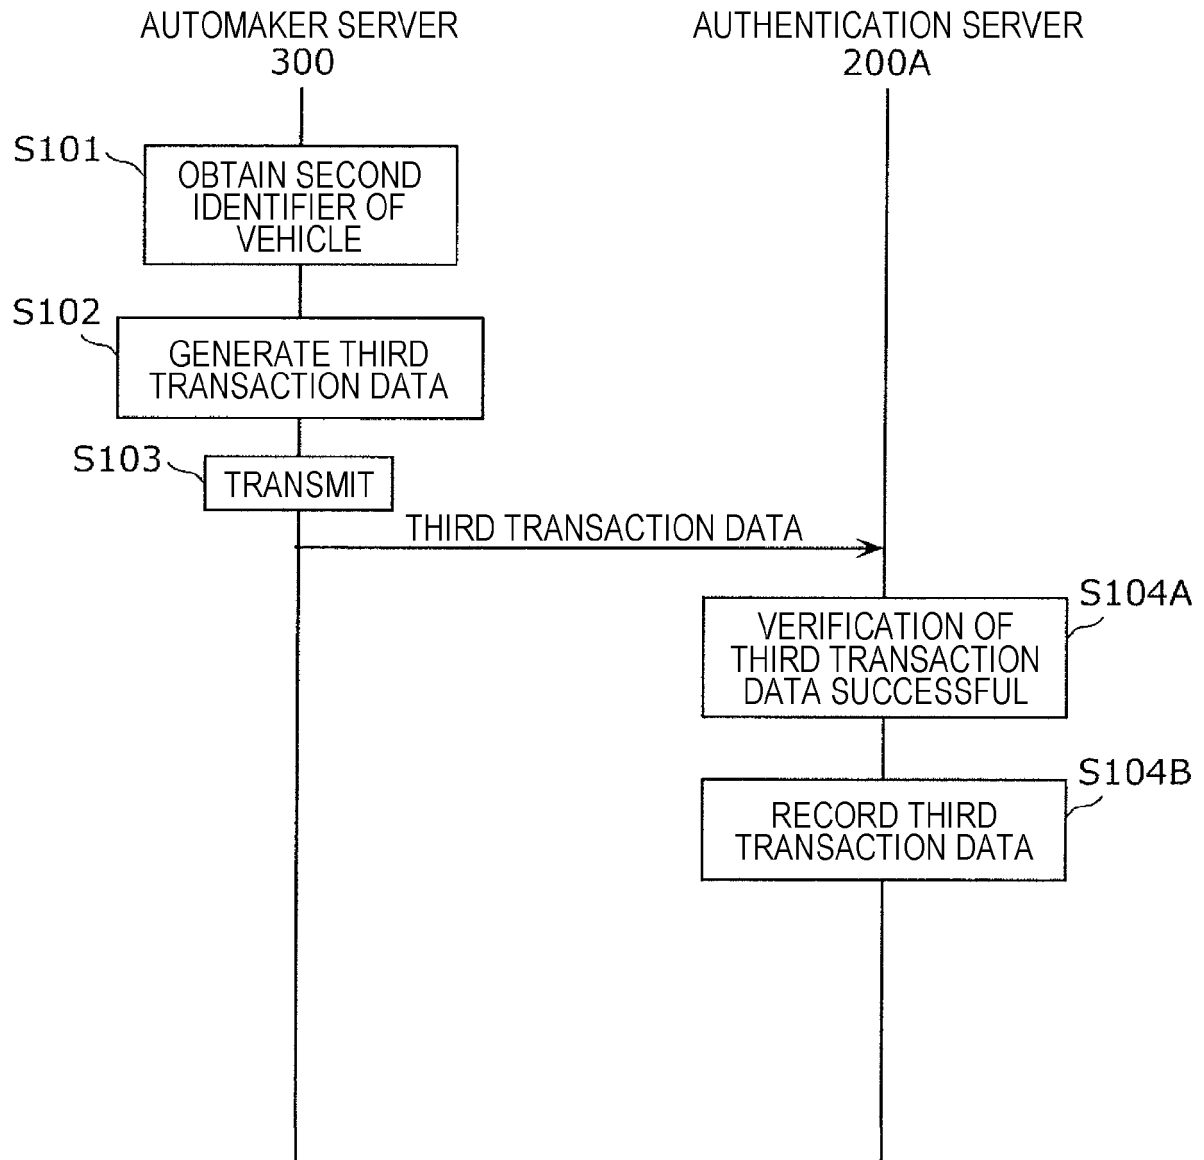 AUTOMAKER SERVER
300
AUTHENTICATION SERVER
200A
S101
OBTAIN SECOND
IDENTIFIER OF
VEHICLE
S102
GENERATE THIRD
TRANSACTION DATA
S103
TRANSMIT
THIRD TRANSACTION DATA
S104A
VERIFICATION OF
THIRD TRANSACTION
DATA SUCCESSFUL
S104B
RECORD THIRD
TRANSACTION DATA